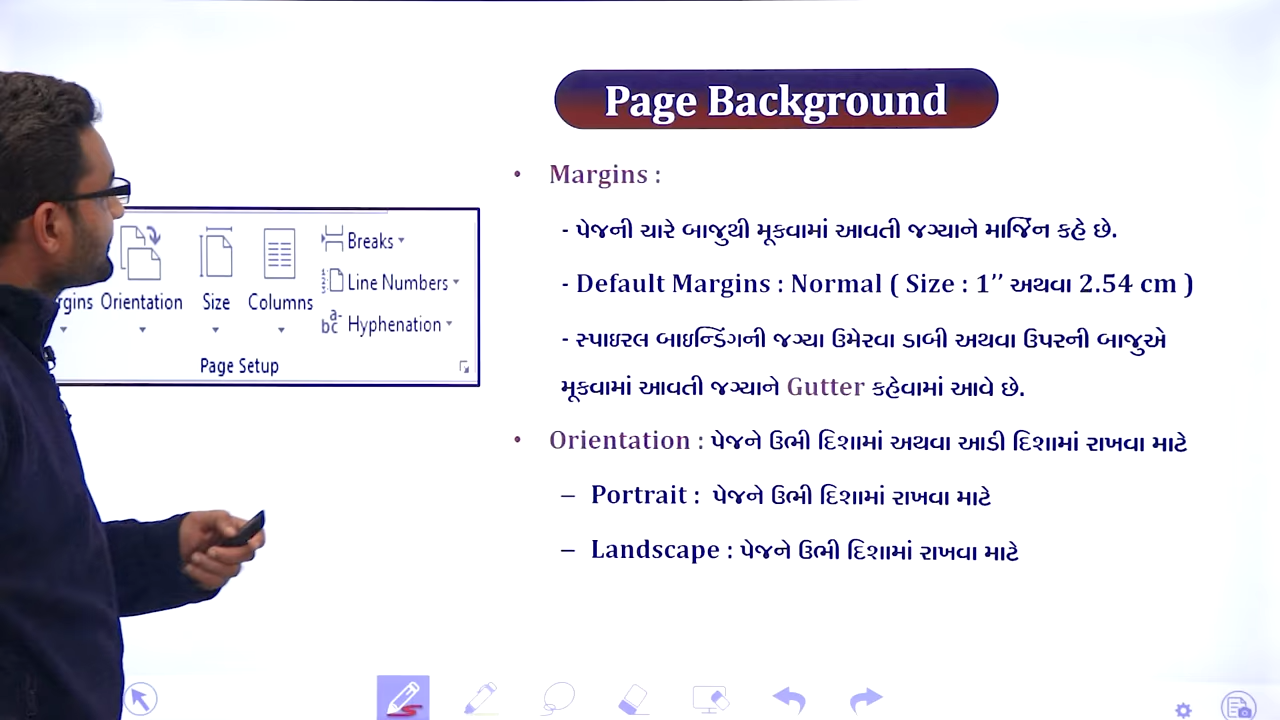 Page Background
• Margins :
- પેજની ચારે બાજુથી મૂકવામાં આવતી જગ્યાને માર્જિન કહે છે.
- Default Margins : Normal ( Size : 1’’ અથવા 2.54 cm )
- સ્પાઇરલ બાઇન્ડિંગની જગ્યા ઉમેરવા ડાબી અથવા ઉપરની બાજુએ
મૂકવામાં આવતી જગ્યાને Gutter કહેવામાં આવે છે.
• Orientation : પેજને ઉભી દિશામાં અથવા આડી દિશામાં રાખવા માટે
– Portrait : પેજને ઉભી દિશામાં રાખવા માટે
– Landscape : પેજને ઉભી દિશામાં રાખવા માટે
Breaks
Line Numbers
rgins Orientation Size Columns
a-
bc Hyphenation
Page Setup